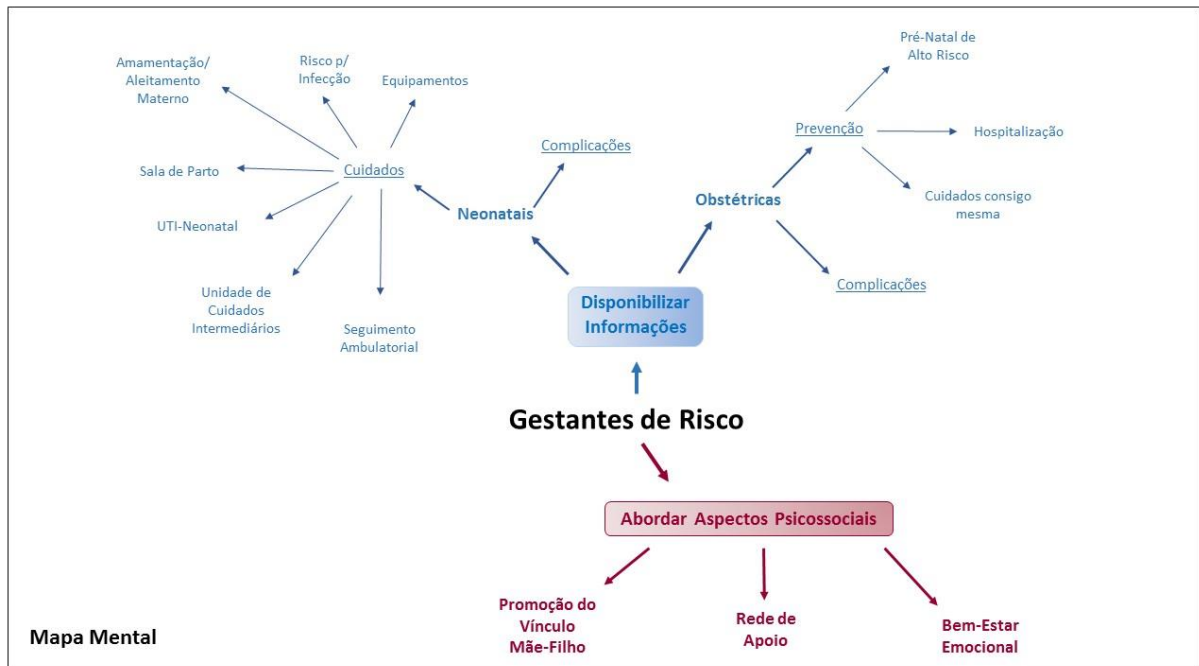 Amamentação/
Aleitamento
Materno
Risco p/
Infecção
Equipamentos
Sala de Parto
Cuidados
UTI-Neonatal
Unidade de
Cuidados
Intermediários
Seguimento
Ambulatorial
Complicações
Neonatais
Pré-Natal de
Alto Risco
Prevenção
Hospitalização
Obstétricas
Cuidados consigo
mesma
Complicações
Disponibilizar
Informações
Gestantes de Risco
Abordar Aspectos Psicossociais
Promoção do
Vínculo
Mãe-Filho
Rede de
Apoio
Bem-Estar
Emocional
Mapa Mental